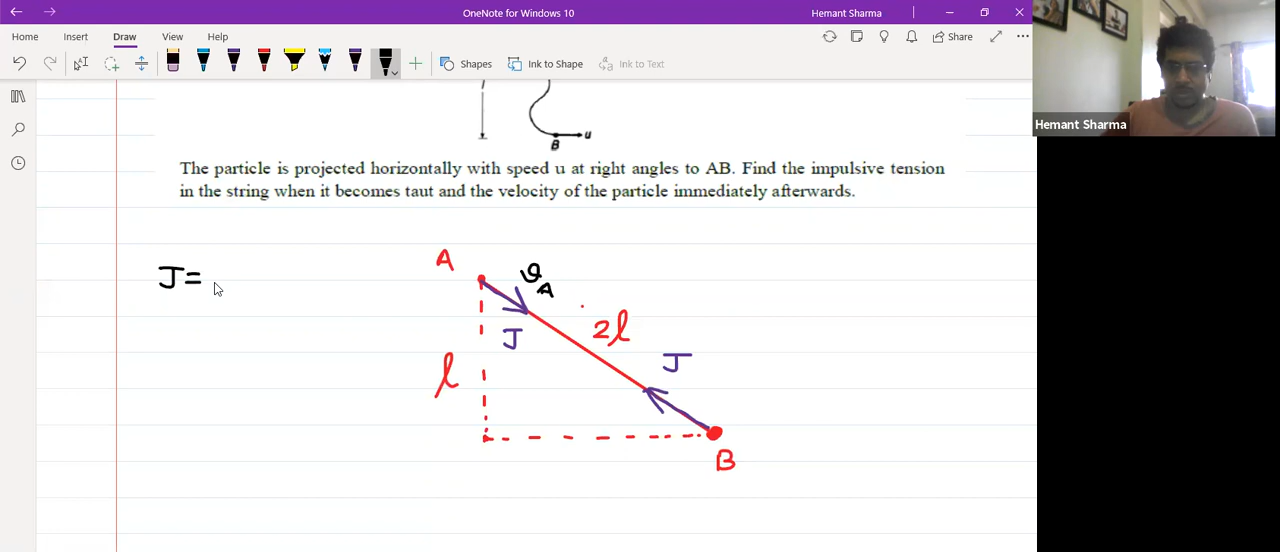 OneNote for Windows 10
Hemant Sharma
Home Insert Draw View Help
Share
Shapes
Ink to Shape
Ink to Text
Hemant Sharma
B
u
The particle is projected horizontally with speed u at right angles to AB. Find the impulsive tension
in the string when it becomes taut and the velocity of the particle immediately afterwards.
A
J=
J
2l
J
l
B